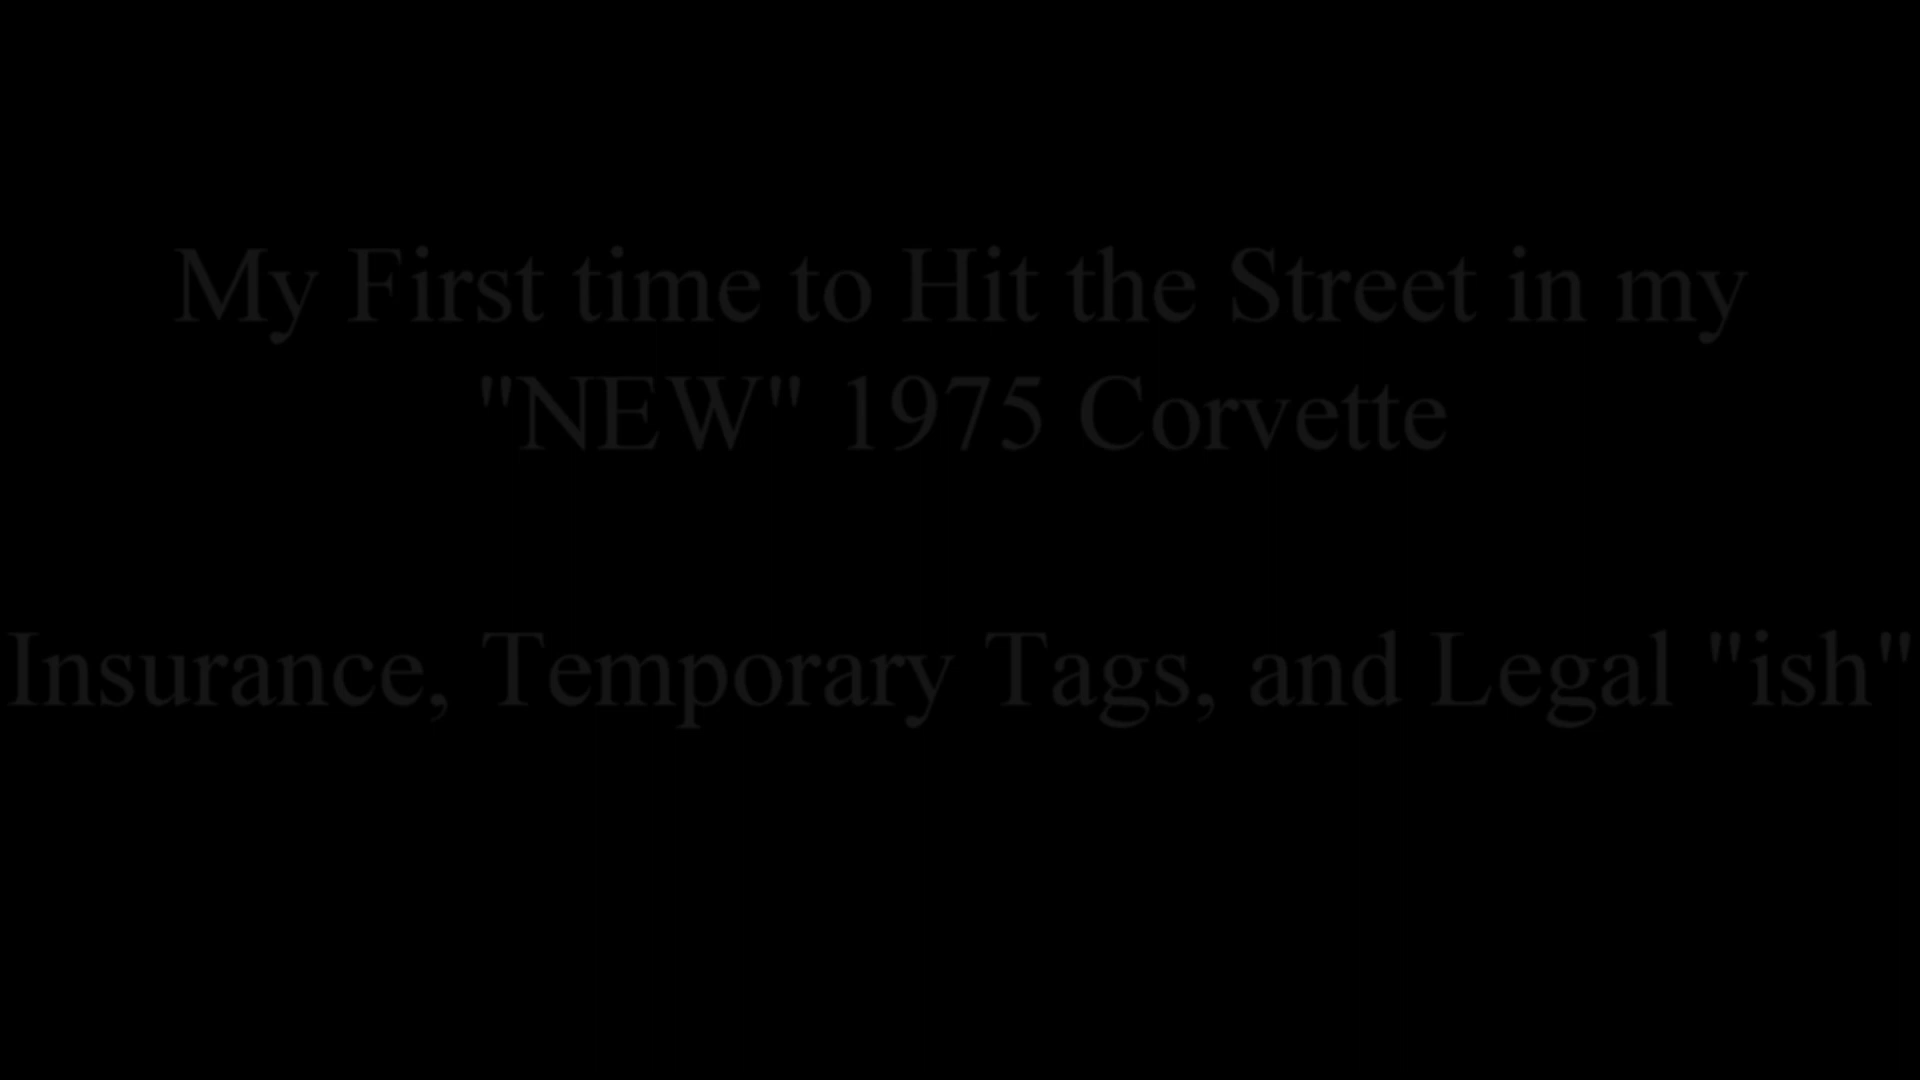 My First time to Hit the Street in my
"NEW" 1975 Corvette
Insurance, Temporary Tags, and Legal "ish"